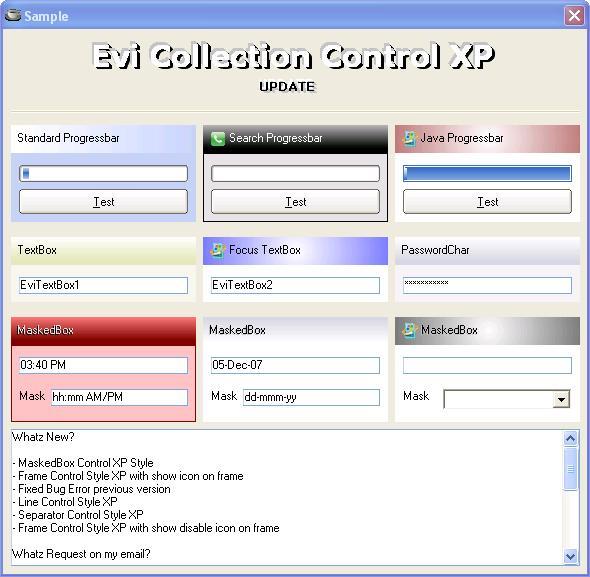 Sample
Evi Collection Control XP
UPDATE
Standard Progressbar
Search Progressbar
Java Progressbar
Test
Test
Test
TextBox
Focus TextBox
PasswordChar
EviTextBox1
EviTextBox2
***********
MaskedBox
MaskedBox
MaskedBox
03:40 PM
05-Dec-07
Mask hh:mm AM/PM
Mask dd-mmm-yy
Mask
Whatz New?
- MaskedBox Control XP Style
- Frame Control Style XP with show icon on frame
- Fixed Bug Error previous version
- Line Control Style XP
- Separator Control Style XP
- Frame Control Style XP with show disable icon on frame
Whatz Request on my email?